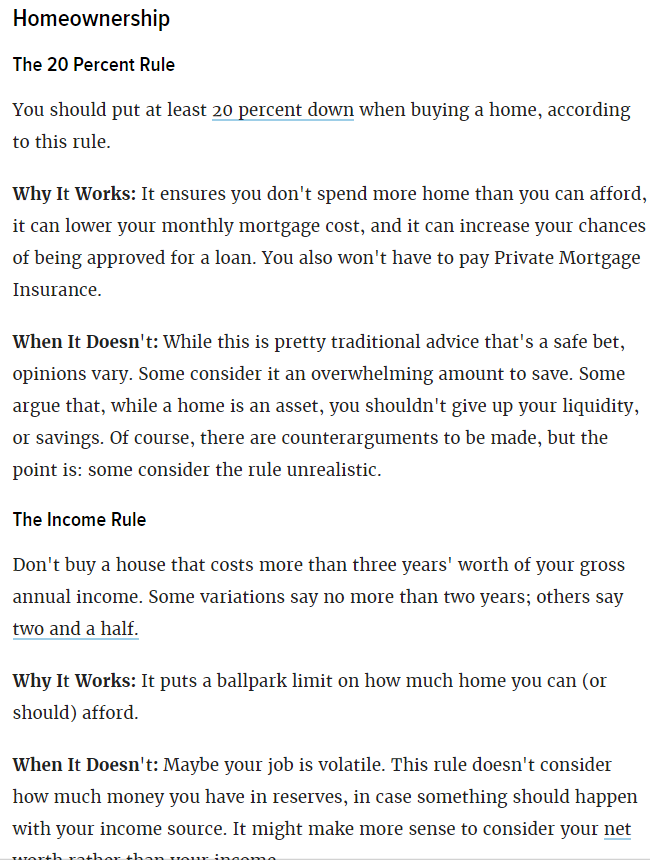 Homeownership
The 20 Percent Rule
You should put at least 20 percent down when buying a home, according
to this rule.
Why It Works: It ensures you don't spend more home than you can afford,
it can lower your monthly mortgage cost, and it can increase your chances
of being approved for a loan. You also won't have to pay Private Mortgage
Insurance.
When It Doesn't: While this is pretty traditional advice that's a safe bet,
opinions vary. Some consider it an overwhelming amount to save. Some
argue that, while a home is an asset, you shouldn't give up your liquidity,
or savings. Of course, there are counterarguments to be made, but the
point is: some consider the rule unrealistic.
The Income Rule
Don't buy a house that costs more than three years' worth of your gross
annual income. Some variations say no more than two years; others say
two and a half.
Why It Works: It puts a ballpark limit on how much home you can (or
should) afford.
When It Doesn't: Maybe your job is volatile. This rule doesn't consider
how much money you have in reserves, in case something should happen
with your income source. It might make more sense to consider your net
worth rather than your income.